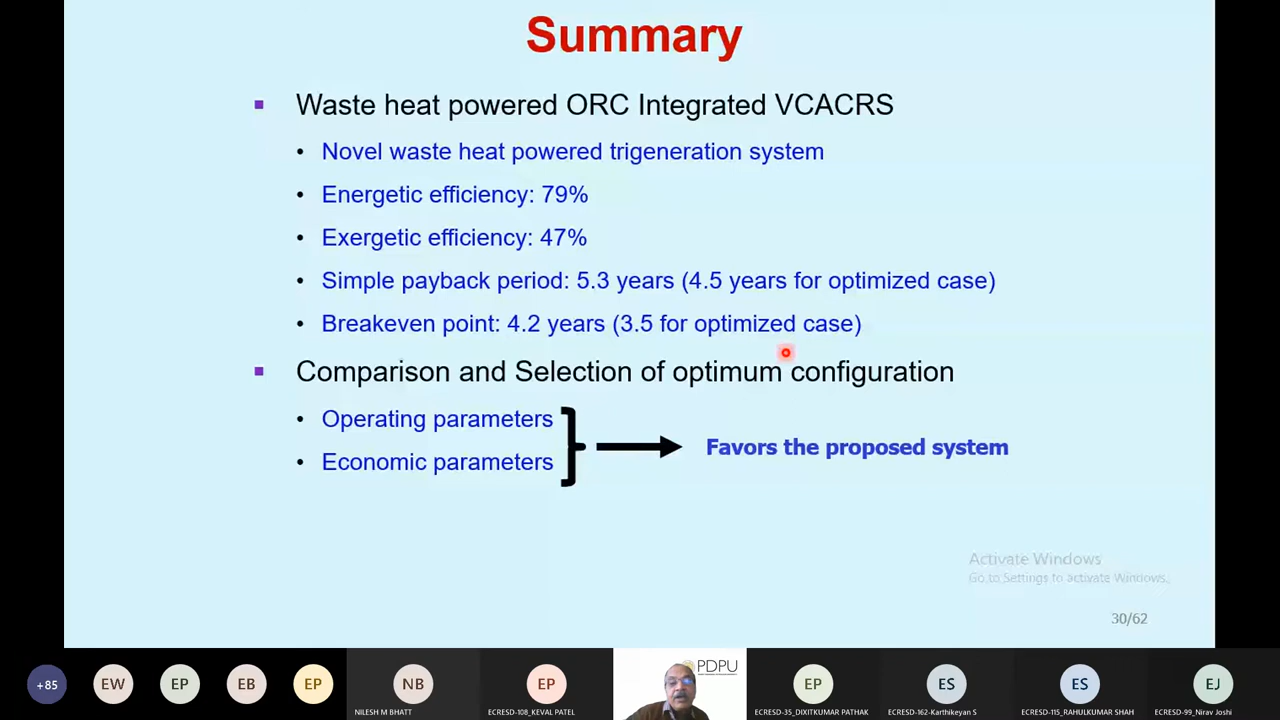 Summary
Waste heat powered ORC Integrated VCACRS
Novel waste heat powered trigeneration system
Energetic efficiency: 79%
Exergetic efficiency: 47%
Simple payback period: 5.3 years (4.5 years for optimized case)
Breakeven point: 4.2 years (3.5 for optimized case)
Comparison and Selection of optimum configuration
Operating parameters
Economic parameters
Favors the proposed system
Activate Windows
Go to Settings to activate Windows.
30/62
+85
EW
EP
EB
EP
NB
NILESH M BHATT
EP
ECRESD-108_KEVAL PATEL
PDPU
EP
ECRESD-35_DIXITKUMAR PATHAK
ES
ECRESD-162-Karthikeyan S
ES
ECRESD-115_RAHULKUMAR SHAH
EJ
ECRESD-99_Nirav Joshi